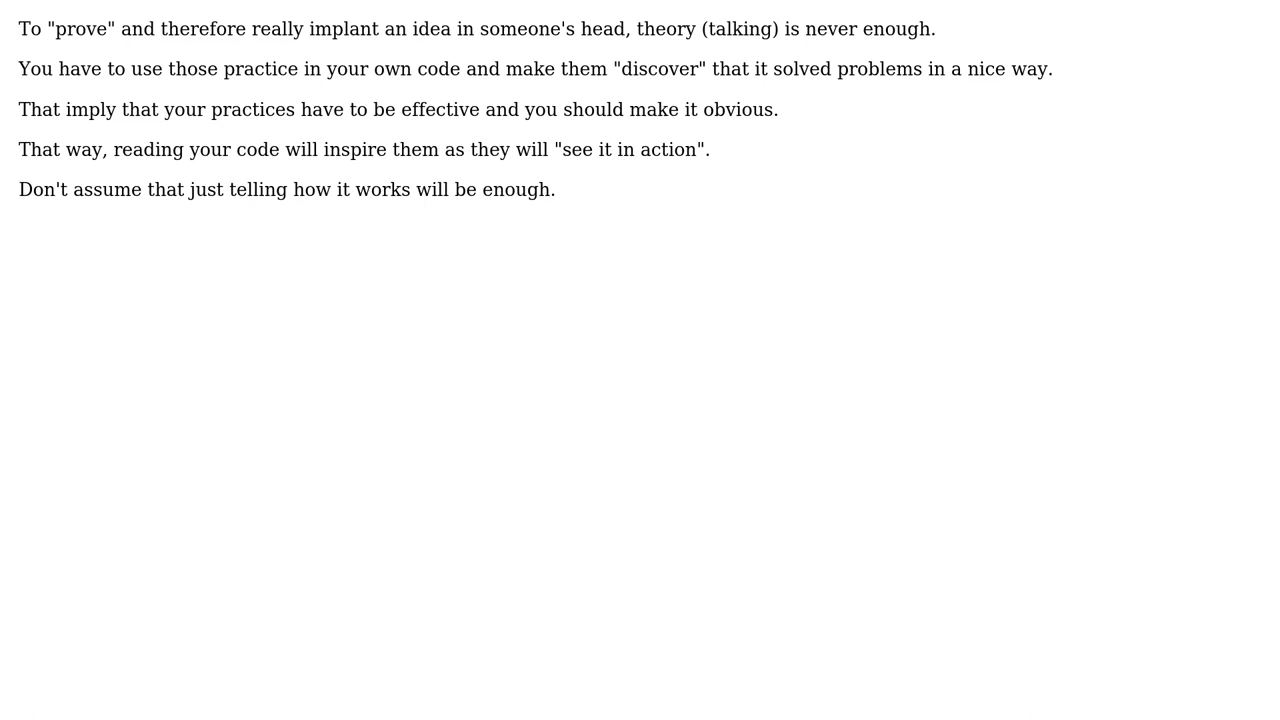 To "prove" and therefore really implant an idea in someone's head, theory (talking) is never enough.
You have to use those practice in your own code and make them "discover" that it solved problems in a nice way.
That imply that your practices have to be effective and you should make it obvious.
That way, reading your code will inspire them as they will "see it in action".
Don't assume that just telling how it works will be enough.